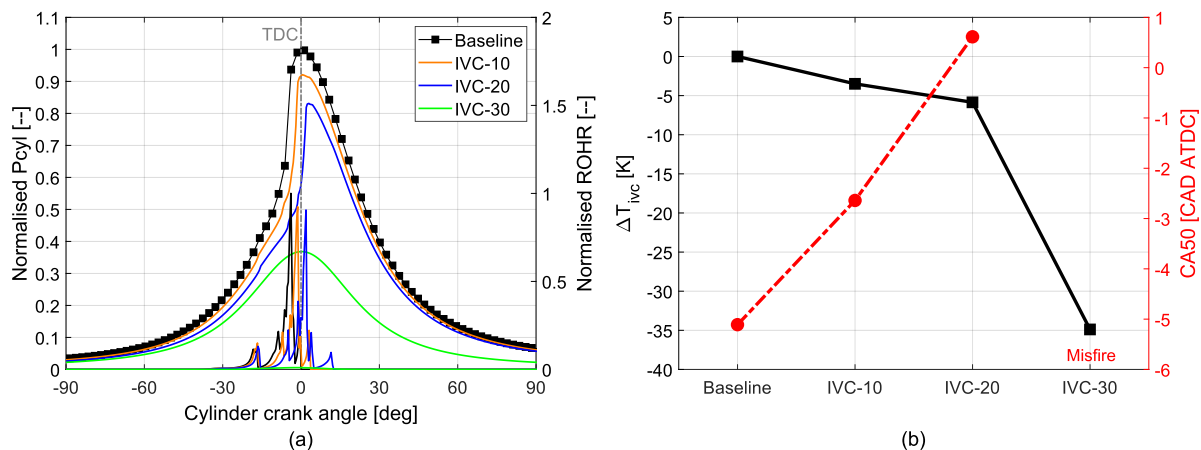 1.1
1
0.9
0.8
0.7
0.6
0.5
0.4
0.3
0.2
0.1
0
Normalised Pcyl [--]
TDC
Baseline
IVC-10
IVC-20
IVC-30
2
1.5
1
0.5
0
Normalised ROHR [--]
-90
-60
-30
0
30
60
90
Cylinder crank angle [deg]
(a)
5
0
-5
-10
-15
-20
-25
-30
-35
-40
ΔTivc [K]
Misfire
1
0
-1
-2
-3
-4
-5
-6
CA50 [CAD ATDC]
Baseline
IVC-10
IVC-20
IVC-30
(b)